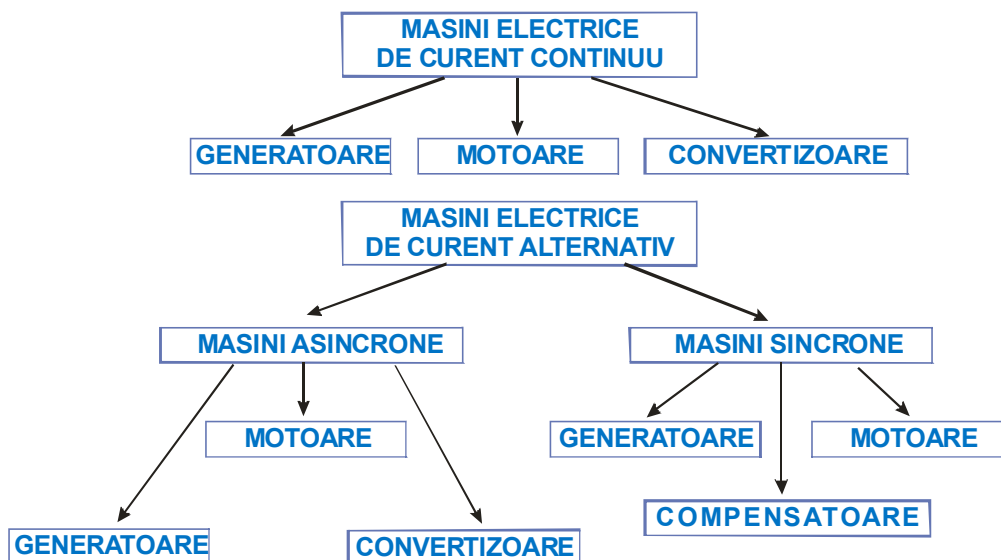 MASINI ELECTRICE
DE CURENT CONTINUU
GENERATOARE
MOTOARE
CONVERTIZOARE
MASINI ELECTRICE
DE CURENT ALTERNATIV
MASINI ASINCRONE
MASINI SINCRONE
MOTOARE
GENERATOARE
MOTOARE
COMPENSATOARE
GENERATOARE
CONVERTIZOARE